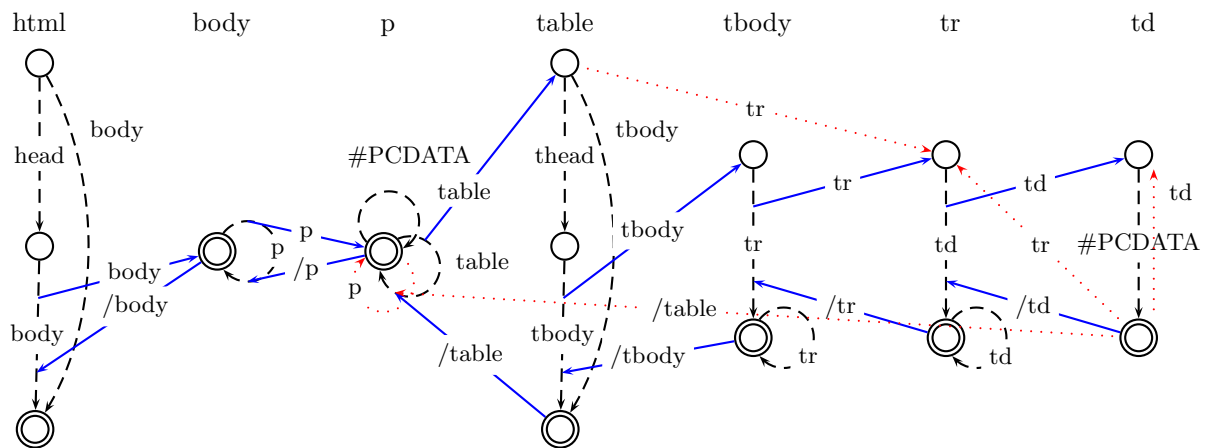 html body p table tbody tr td
body tbody tr
head #PCDATA thead
table tr td td
p p tbody
/p table tr td tr #PCDATA
body p
/body /table /tr /td
body tbody
/table /tbody tr td